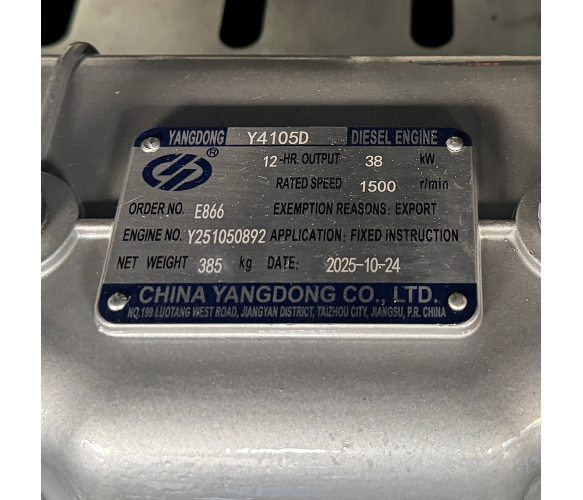 YANGDONG Y4105D DIESEL ENGINE
®
12-HR. OUTPUT 38 kW
RATED SPEED 1500 r/min
ORDER NO. E866 EXEMPTION REASONS: EXPORT
ENGINE NO. Y251050892 APPLICATION: FIXED INSTRUCTION
NET WEIGHT 385 kg DATE: 2025-10-24
CHINA YANGDONG CO., LTD.
NO.199 LUOTANG WEST ROAD, JIANGYAN DISTRICT, TAIZHOU CITY, JIANGSU, P.R. CHINA